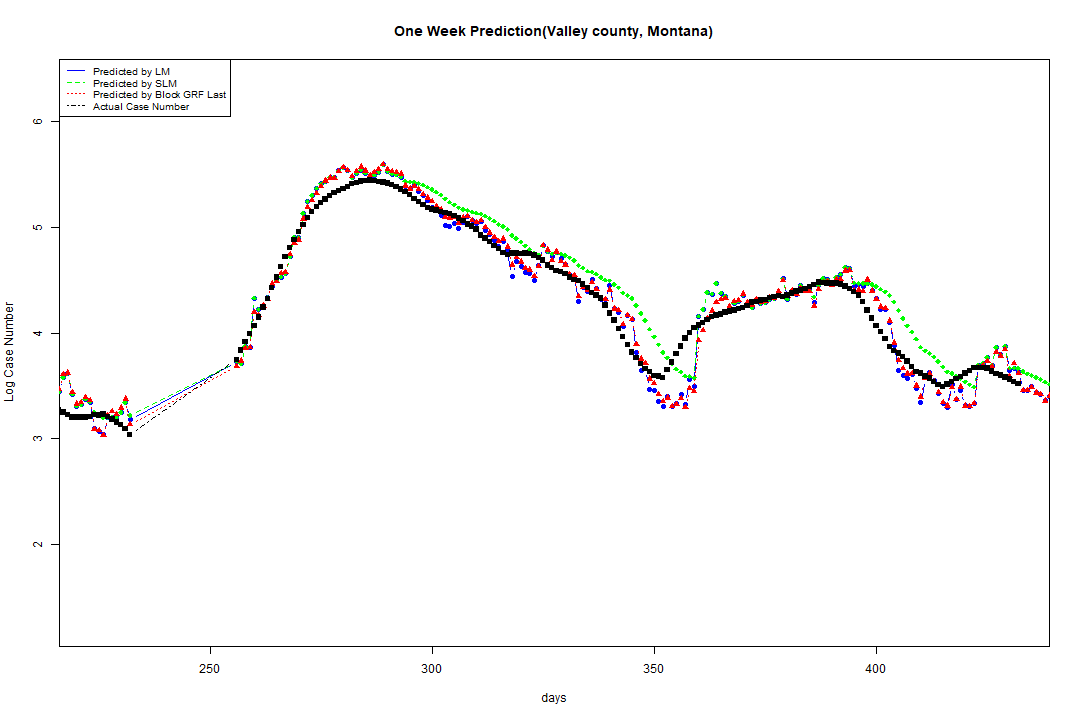 One Week Prediction(Valley county, Montana)
Predicted by LM
Predicted by SLM
Predicted by Block GRF Last
Actual Case Number
Log Case Number
6
5
4
3
2
250 300 350 400
days